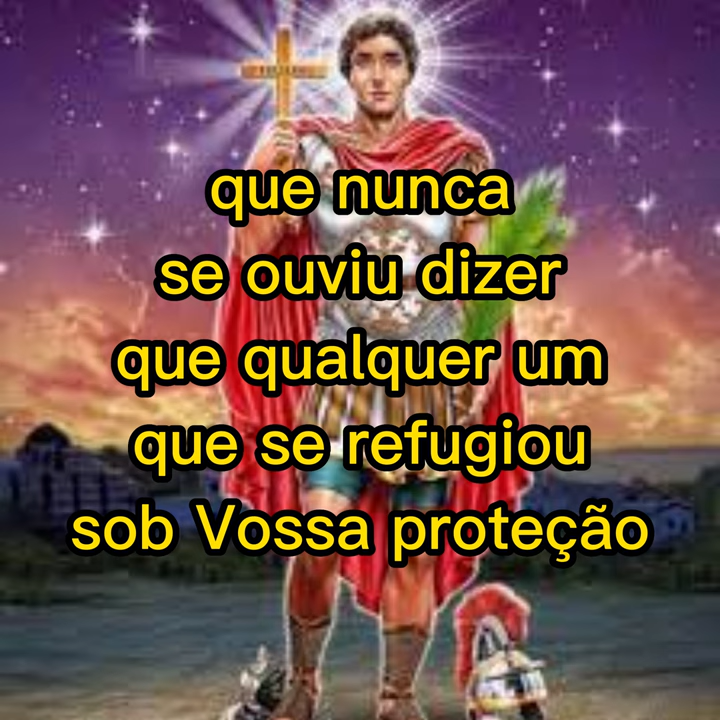 que nunca
se ouviu dizer
que qualquer um
que se refugiou
sob Vossa proteção